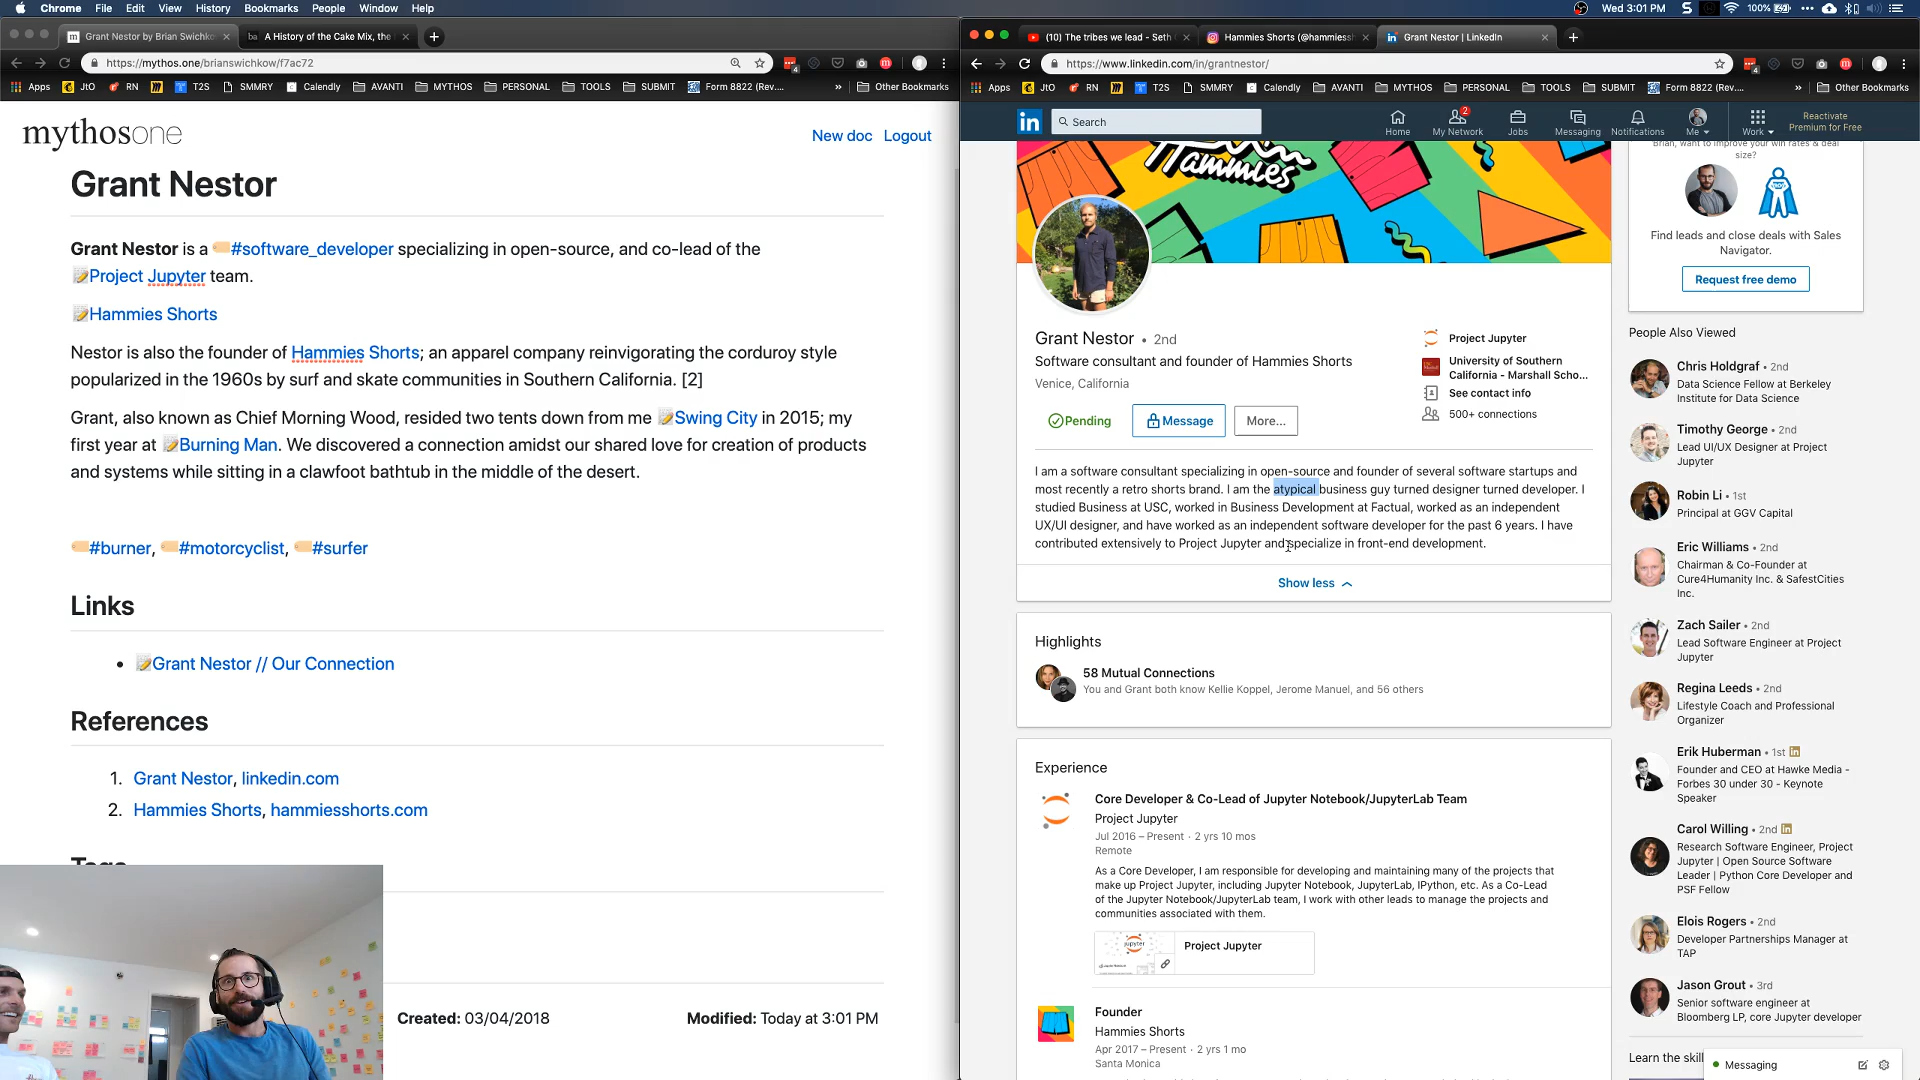 Chrome File Edit View History Bookmarks People Window Help
Wed 3:01 PM 100%
Grant Nestor by Brian Swichko
A History of the Cake Mix, the
https://mythos.one/brianswichkow/f7ac72
Apps JtO RN T2S SMMRY Calendly AVANTI MYTHOS PERSONAL TOOLS SUBMIT Form 8822 (Rev.... » Other Bookmarks
mythosone
New doc Logout
Grant Nestor
Grant Nestor is a #software_developer specializing in open-source, and co-lead of the
Project Jupyter team.
Hammies Shorts
Nestor is also the founder of Hammies Shorts; an apparel company reinvigorating the corduroy style
popularized in the 1960s by surf and skate communities in Southern California. [2]
Grant, also known as Chief Morning Wood, resided two tents down from me Swing City in 2015; my
first year at Burning Man. We discovered a connection amidst our shared love for creation of products
and systems while sitting in a clawfoot bathtub in the middle of the desert.
#burner, #motorcyclist, #surfer
Links
• Grant Nestor // Our Connection
References
1. Grant Nestor, linkedin.com
2. Hammies Shorts, hammiesshorts.com
Tags
Created: 03/04/2018
Modified: Today at 3:01 PM
(10) The tribes we lead - Seth
Hammies Shorts (@hammiessh
Grant Nestor | LinkedIn
https://www.linkedin.com/in/grantnestor/
Apps JtO RN T2S SMMRY Calendly AVANTI MYTHOS PERSONAL TOOLS SUBMIT Form 8822 (Rev.... » Other Bookmarks
in Search
Home
2
My Network
Jobs
Messaging
Notifications
Me
Work
Reactivate
Premium for Free
Hammies
Grant Nestor • 2nd
Software consultant and founder of Hammies Shorts
Venice, California
Pending Message More...
Project Jupyter
University of Southern
California - Marshall Scho...
See contact info
500+ connections
I am a software consultant specializing in open-source and founder of several software startups and
most recently a retro shorts brand. I am the atypical business guy turned designer turned developer. I
studied Business at USC, worked in Business Development at Factual, worked as an independent
UX/UI designer, and have worked as an independent software developer for the past 6 years. I have
contributed extensively to Project Jupyter and specialize in front-end development.
Show less
Highlights
58 Mutual Connections
You and Grant both know Kellie Koppel, Jerome Manuel, and 56 others
Experience
Core Developer & Co-Lead of Jupyter Notebook/JupyterLab Team
Project Jupyter
Jul 2016 – Present • 2 yrs 10 mos
Remote
As a Core Developer, I am responsible for developing and maintaining many of the projects that
make up Project Jupyter, including Jupyter Notebook, JupyterLab, IPython, etc. As a Co-Lead
of the Jupyter Notebook/JupyterLab team, I work with other leads to manage the projects and
communities associated with them.
jupyter
Project Jupyter
Founder
Hammies Shorts
Apr 2017 – Present • 2 yrs 1 mo
Santa Monica
Brian, want to improve your win rates & deal
size?
Find leads and close deals with Sales
Navigator.
Request free demo
People Also Viewed
Chris Holdgraf • 2nd
Data Science Fellow at Berkeley
Institute for Data Science
Timothy George • 2nd
Lead UI/UX Designer at Project
Jupyter
Robin Li • 1st
Principal at GGV Capital
Eric Williams • 2nd
Chairman & Co-Founder at
Cure4Humanity Inc. & SafestCities
Inc.
Zach Sailer • 2nd
Lead Software Engineer at Project
Jupyter
Regina Leeds • 2nd
Lifestyle Coach and Professional
Organizer
Erik Huberman • 1st
Founder and CEO at Hawke Media -
Forbes 30 under 30 - Keynote
Speaker
Carol Willing • 2nd
Research Software Engineer, Project
Jupyter | Open Source Software
Leader | Python Core Developer and
PSF Fellow
Elois Rogers • 2nd
Developer Partnerships Manager at
TAP
Jason Grout • 3rd
Senior software engineer at
Bloomberg LP, core Jupyter developer
Learn the skill
Messaging